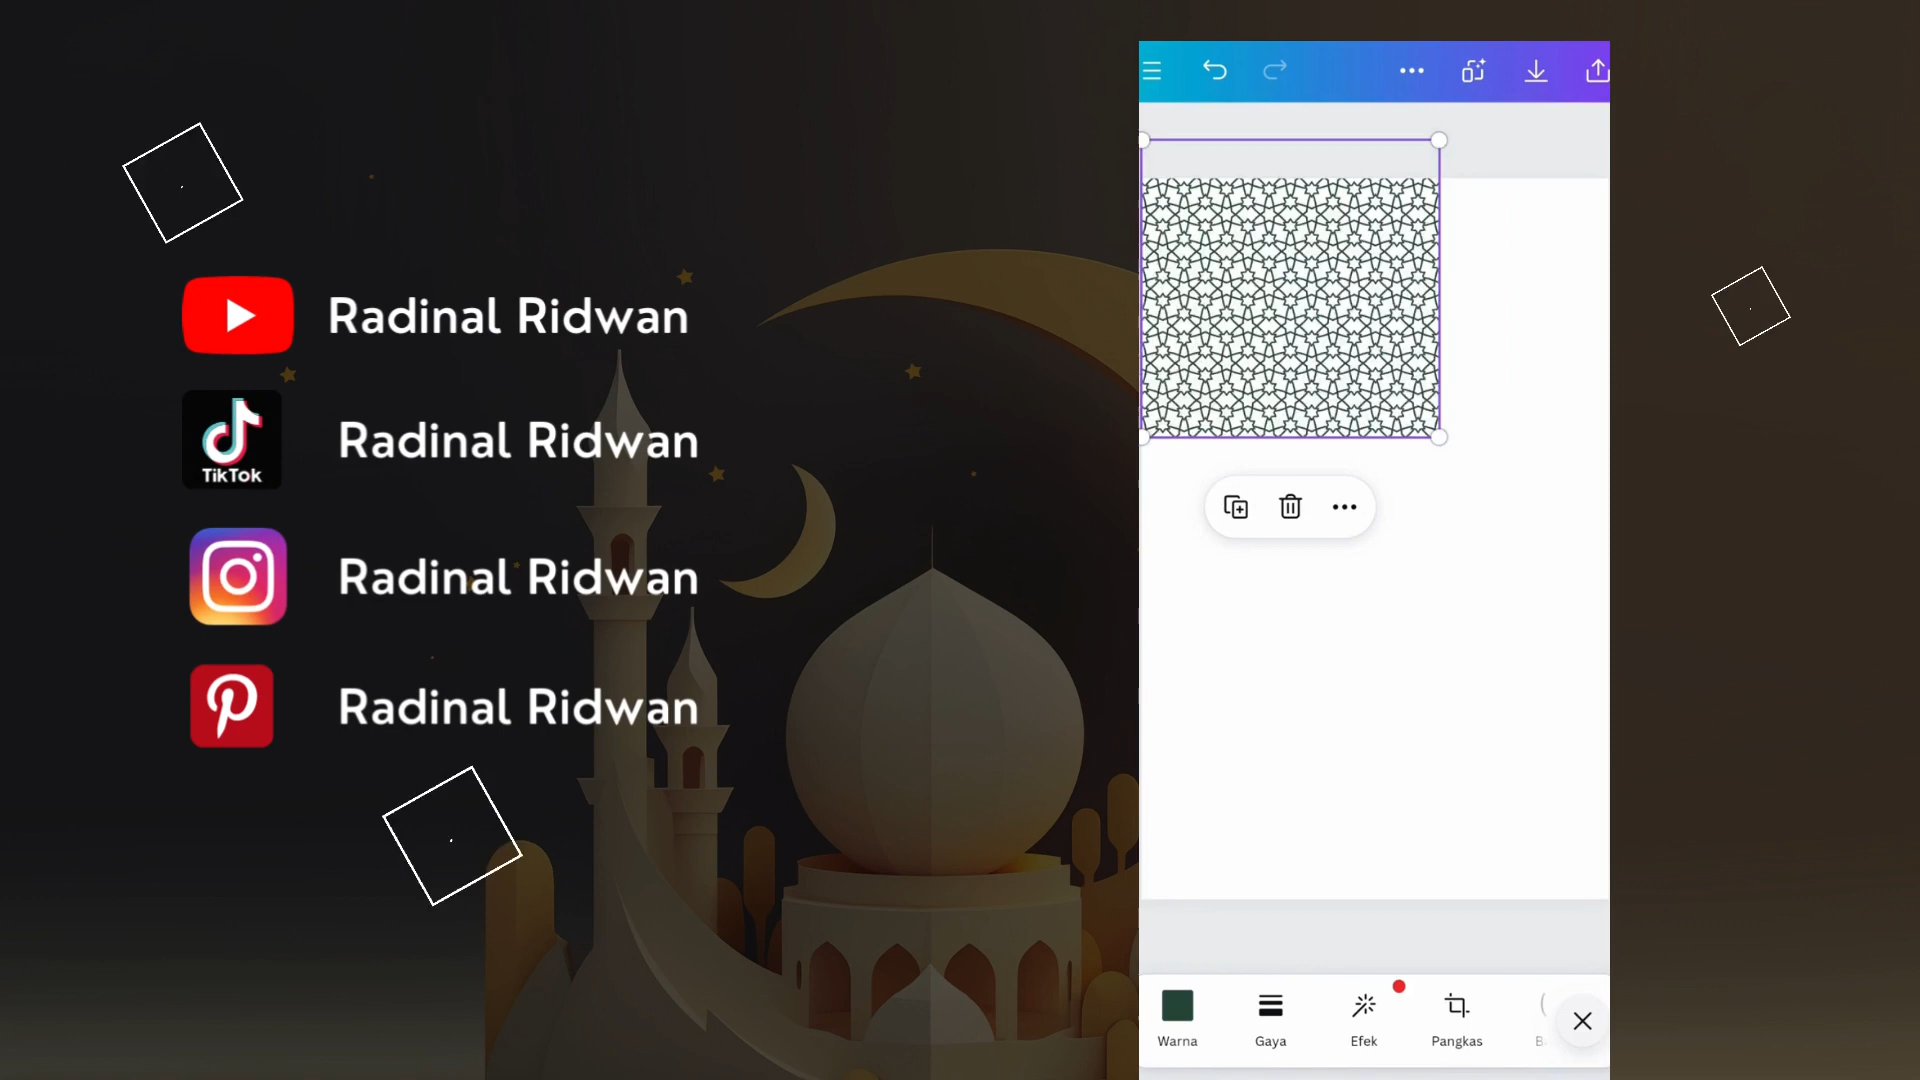 Radinal Ridwan
TikTok
Radinal Ridwan
Radinal Ridwan
Radinal Ridwan
Warna
Gaya
Efek
Pangkas